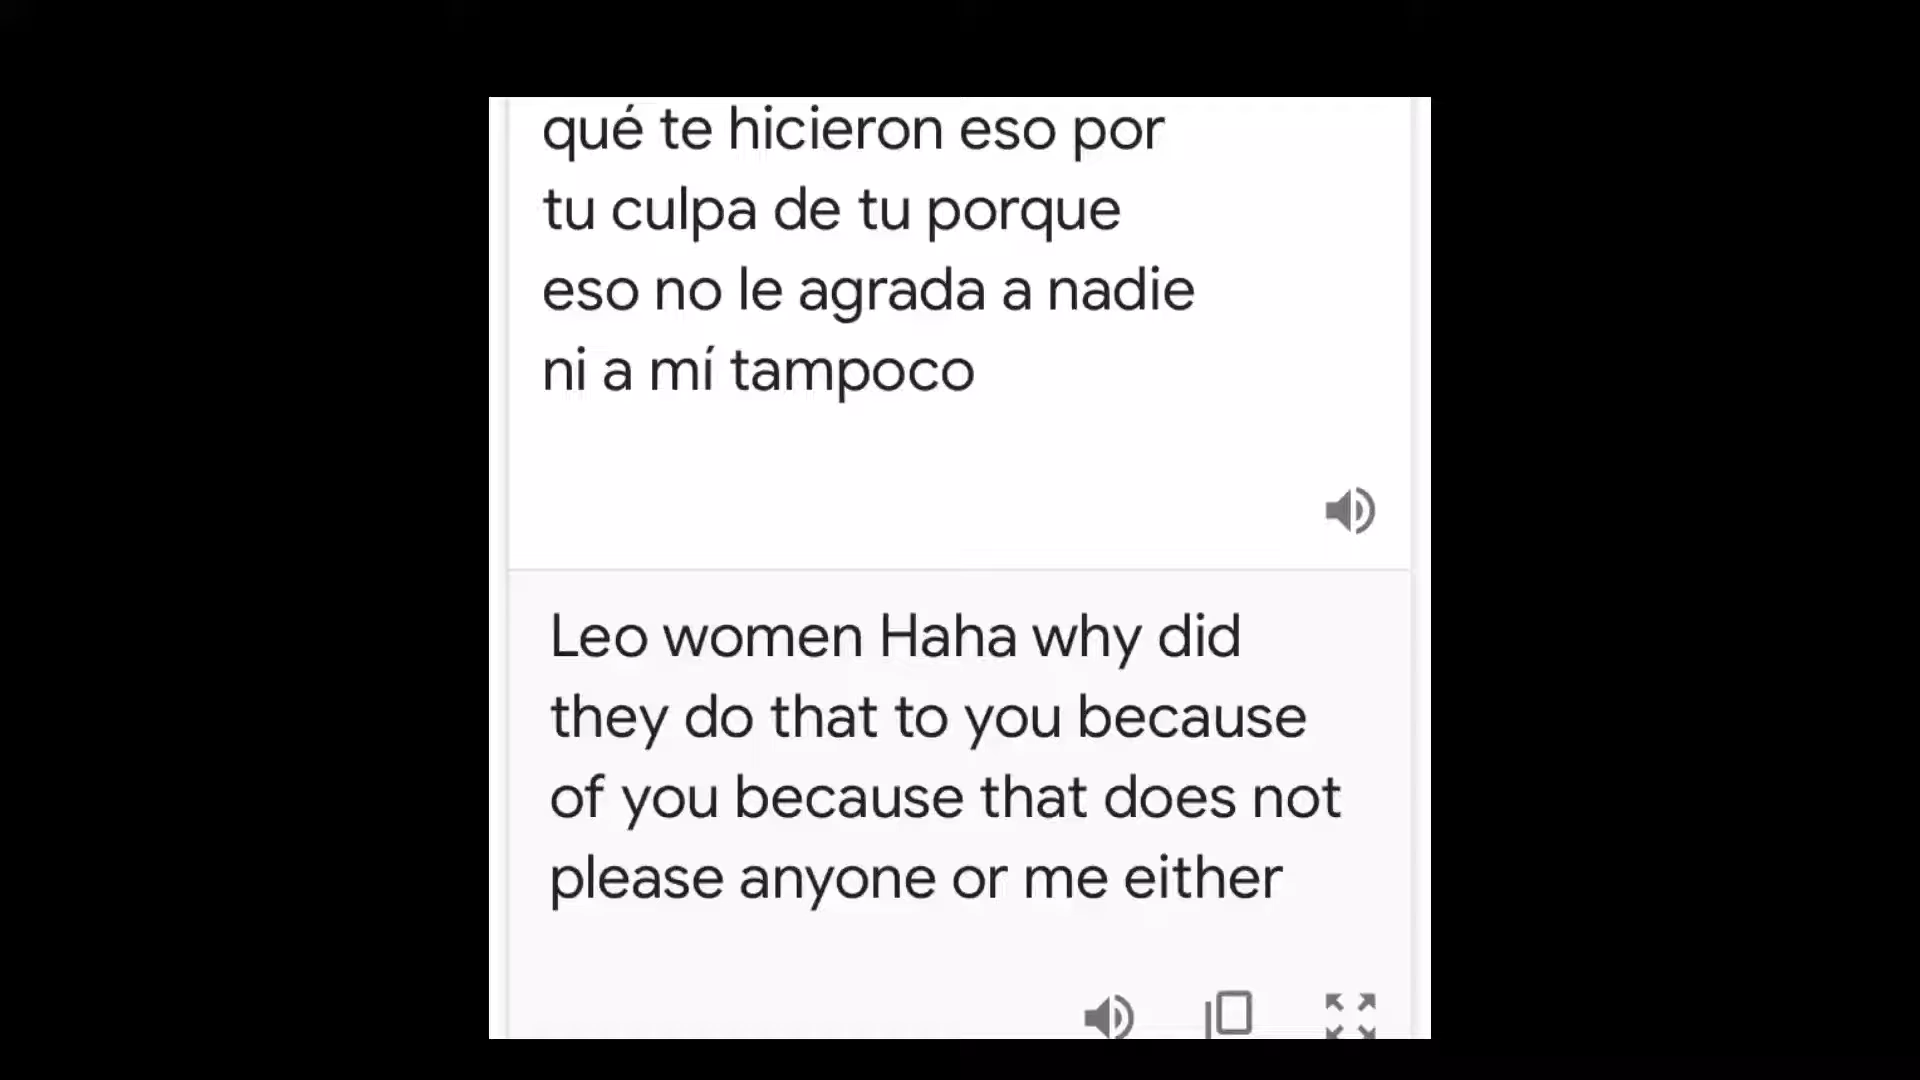 qué te hicieron eso por
tu culpa de tu porque
eso no le agrada a nadie
ni a mí tampoco
Leo women Haha why did
they do that to you because
of you because that does not
please anyone or me either